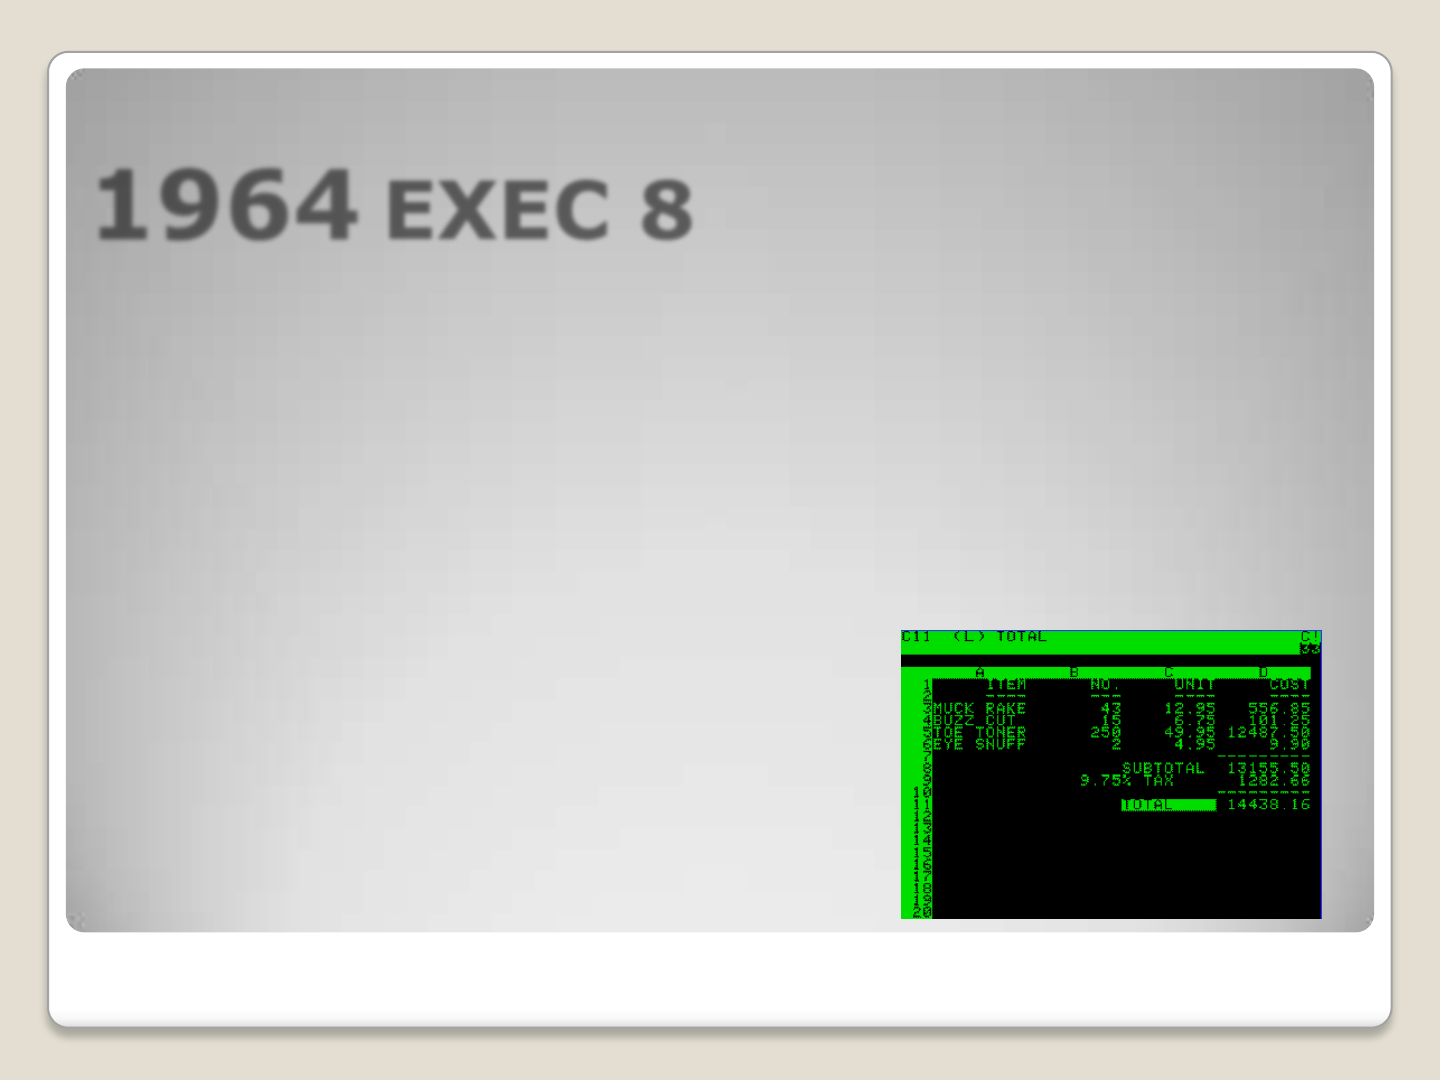 1964 EXEC 8
C11 (L) TOTAL C!
33
A B C D
1 ITEM NO. UNIT COST
2 ---- ---- ---- ----
3 MUCK RAKE 43 12.95 556.85
4 BUZZ CUT 15 6.75 101.25
5 TOE TONER 250 49.95 12487.50
6 EYE SNUFF 2 4.95 9.90
7 ---------
8 SUBTOTAL 13155.50
9 9.75% TAX 1282.66
10 ---------
11 TOTAL 14438.16
12
13
14
15
16
17
18
19
20